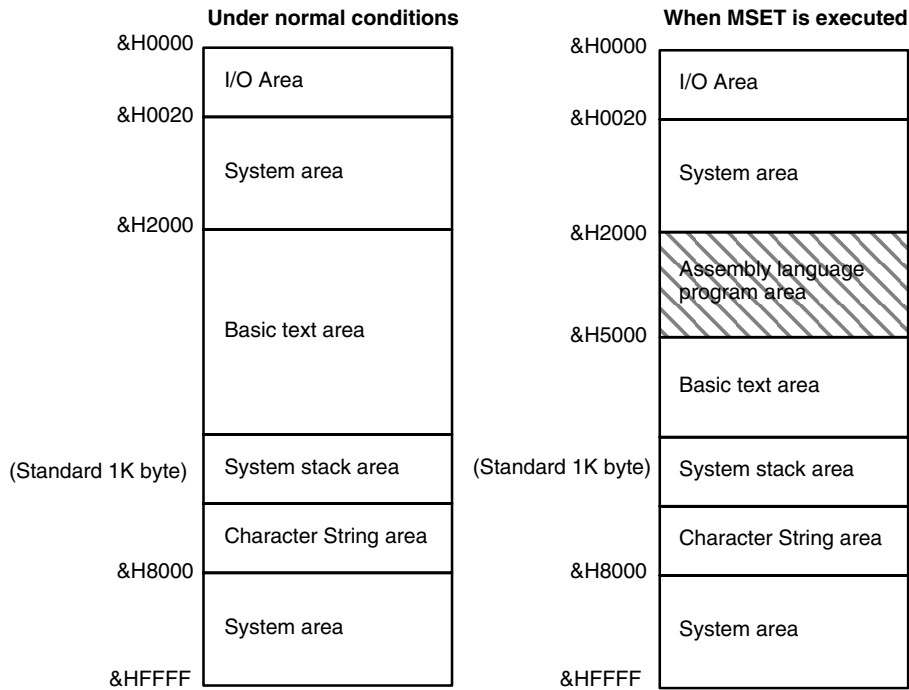 Under normal conditions
&H0000
I/O Area
&H0020
System area
&H2000
Basic text area
(Standard 1K byte)
System stack area
Character String area
&H8000
System area
&HFFFF
When MSET is executed
&H0000
I/O Area
&H0020
System area
&H2000
Assembly language
program area
&H5000
Basic text area
(Standard 1K byte)
System stack area
Character String area
&H8000
System area
&HFFFF